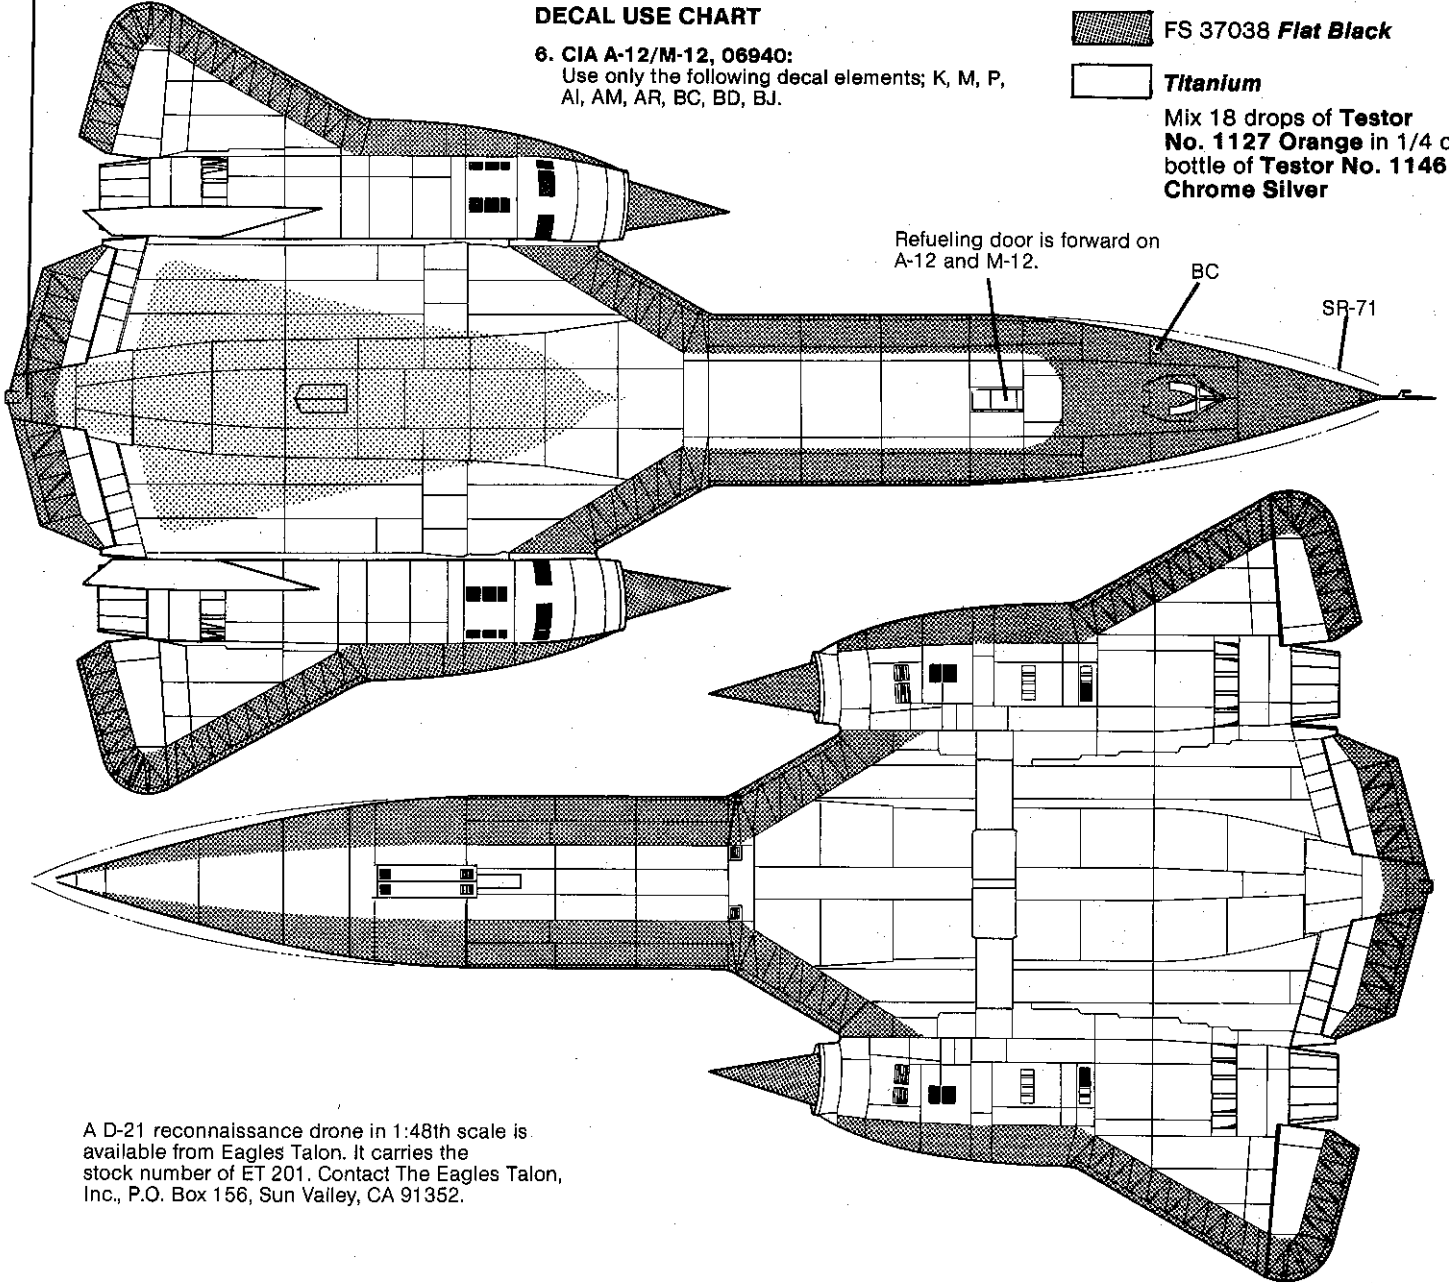 DECAL USE CHART
6. CIA A-12/M-12, 06940:
Use only the following decal elements; K, M, P,
AI, AM, AR, BC, BD, BJ.
FS 37038 Flat Black
Titanium
Mix 18 drops of Testor
No. 1127 Orange in 1/4 o
bottle of Testor No. 1146
Chrome Silver
Refueling door is forward on
A-12 and M-12.
BC
SR-71
A D-21 reconnaissance drone in 1:48th scale is
available from Eagles Talon. It carries the
stock number of ET 201. Contact The Eagles Talon,
Inc., P.O. Box 156, Sun Valley, CA 91352.